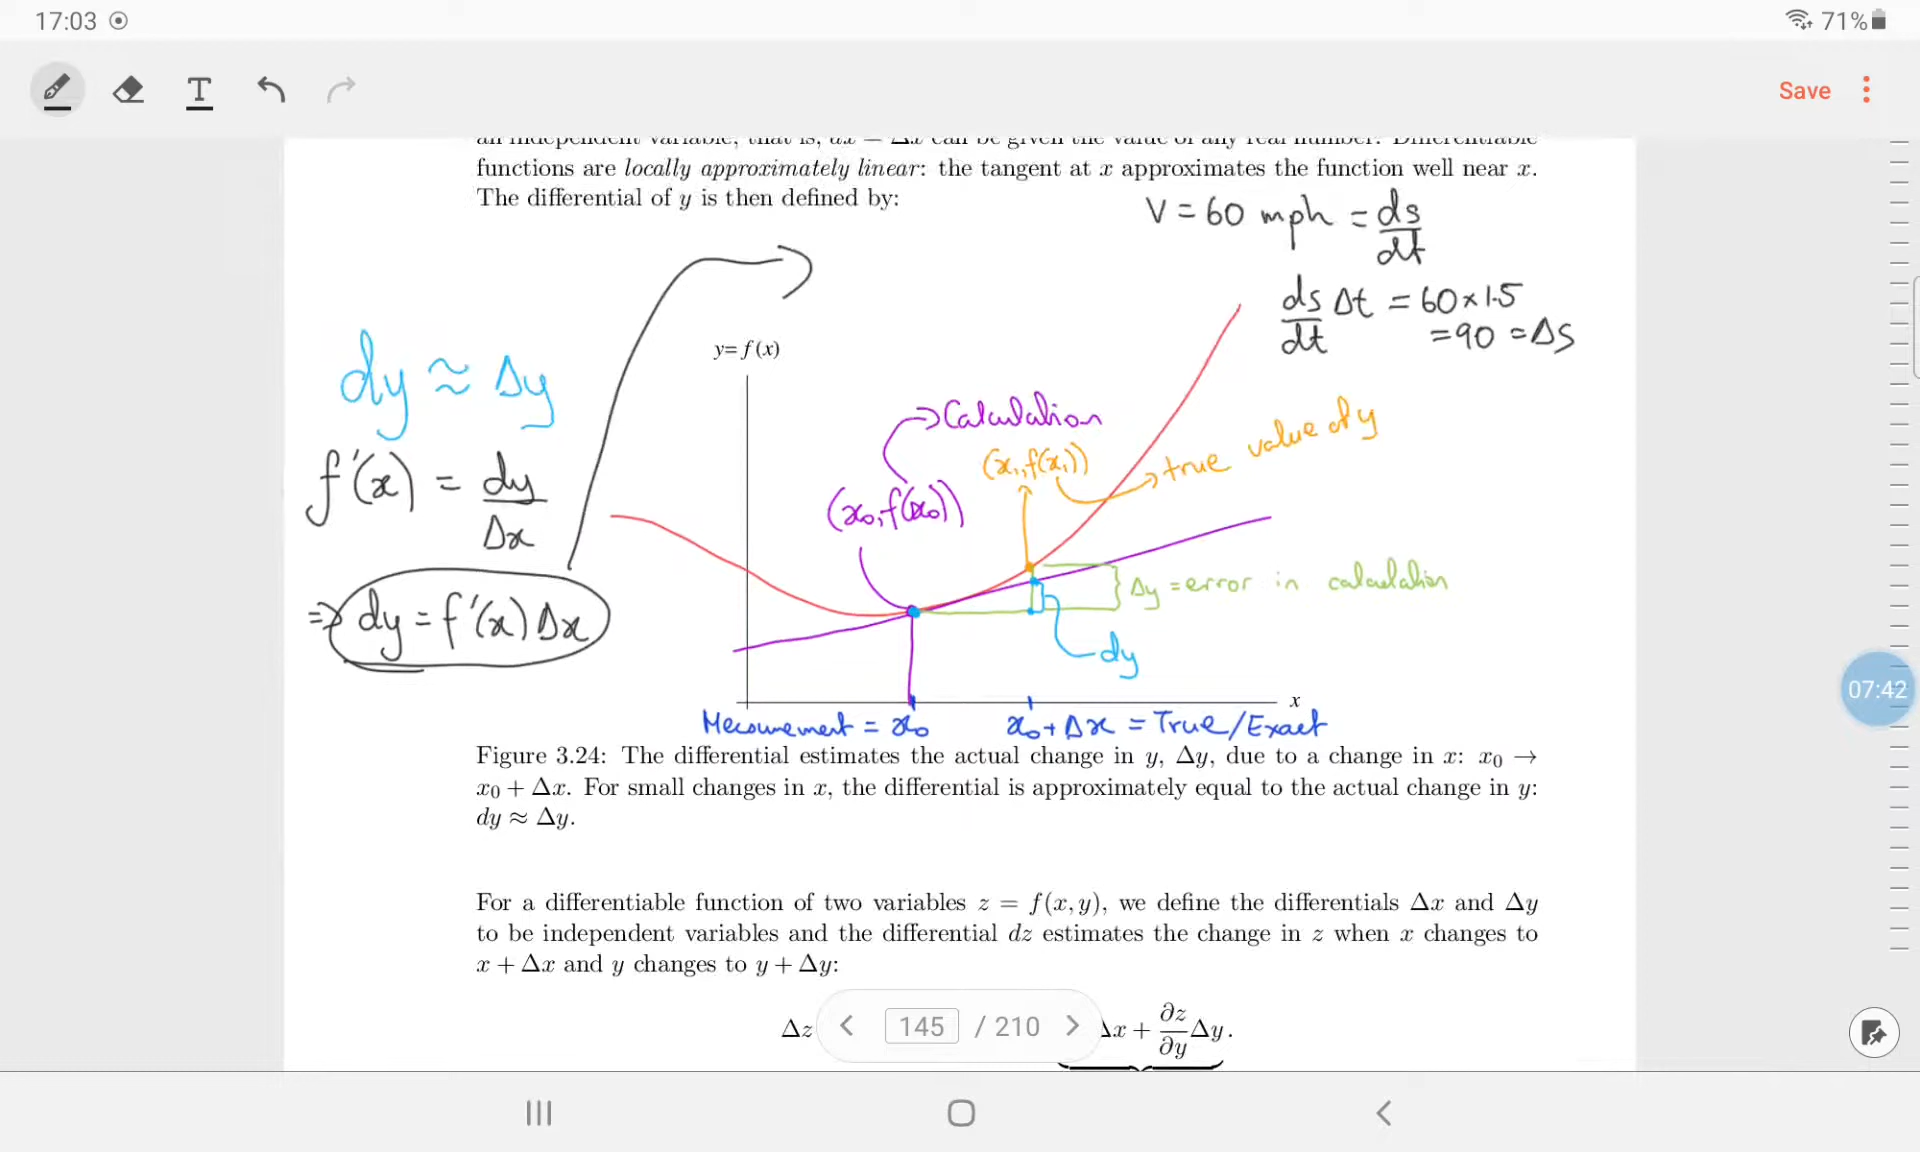 17:03
71%
T
Save
functions are locally approximately linear: the tangent at x approximates the function well near x.
The differential of y is then defined by:
V = 60 mph = ds/dt
ds/dt Δt = 60 × 1.5
= 90 = Δs
y= f (x)
dy ≈ Δy
Calculation
(x₁, f(x₁))
true value of y
f'(x) = dy/Δx
(x₀, f(x₀))
Δy = error in calculation
⇒ dy = f'(x) Δx
dy
07:42
x
Measurement = x₀
x₀ + Δx = True/Exact
Figure 3.24: The differential estimates the actual change in y, Δy, due to a change in x: x₀ →
x₀ + Δx. For small changes in x, the differential is approximately equal to the actual change in y:
dy ≈ Δy.
For a differentiable function of two variables z = f(x, y), we define the differentials Δx and Δy
to be independent variables and the differential dz estimates the change in z when x changes to
x + Δx and y changes to y + Δy:
Δz
Δx + ∂z/∂y Δy.
145 / 210